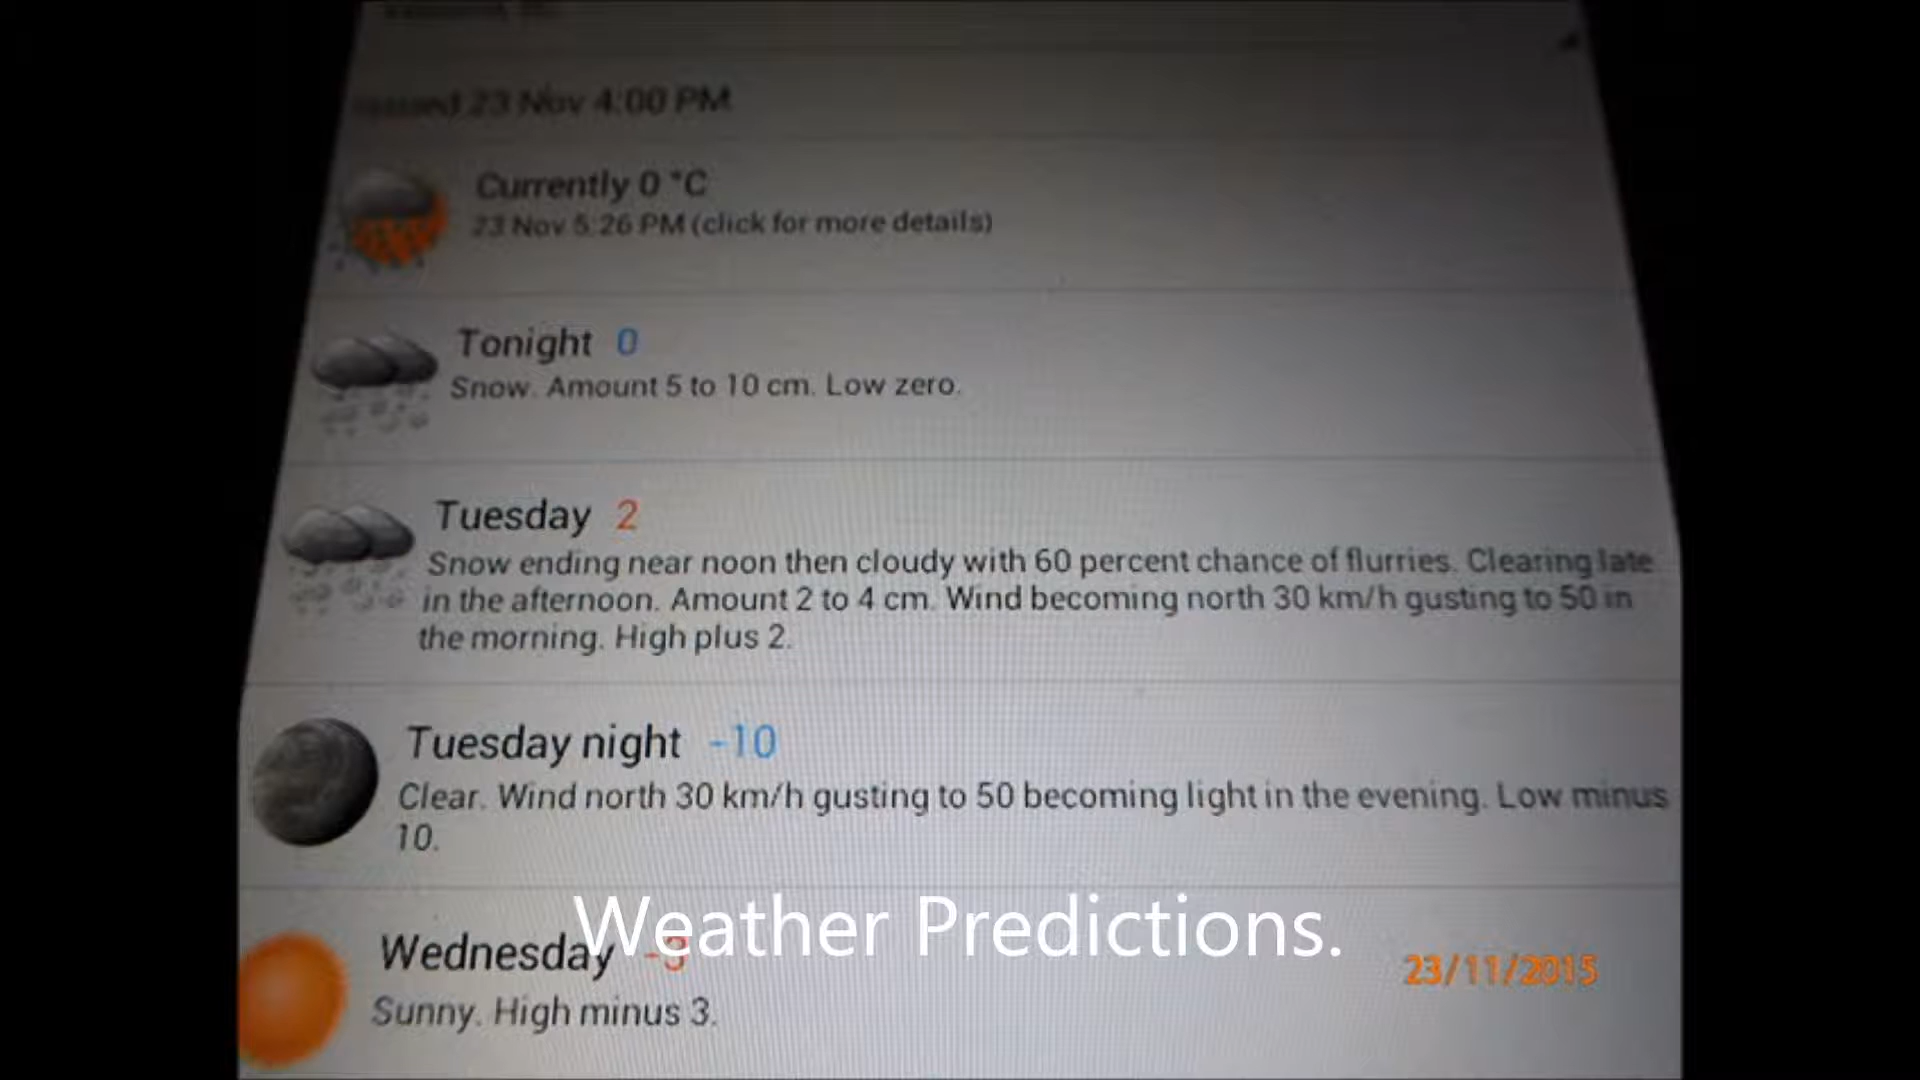 23 Nov 4:00 PM
Currently 0 °C
23 Nov 5:26 PM (click for more details)
Tonight 0
Snow. Amount 5 to 10 cm. Low zero.
Tuesday 2
Snow ending near noon then cloudy with 60 percent chance of flurries. Clearing late
in the afternoon. Amount 2 to 4 cm. Wind becoming north 30 km/h gusting to 50 in
the morning. High plus 2.
Tuesday night -10
Clear. Wind north 30 km/h gusting to 50 becoming light in the evening. Low minus
10.
Weather Predictions.
Wednesday -3
23/11/2015
Sunny. High minus 3.